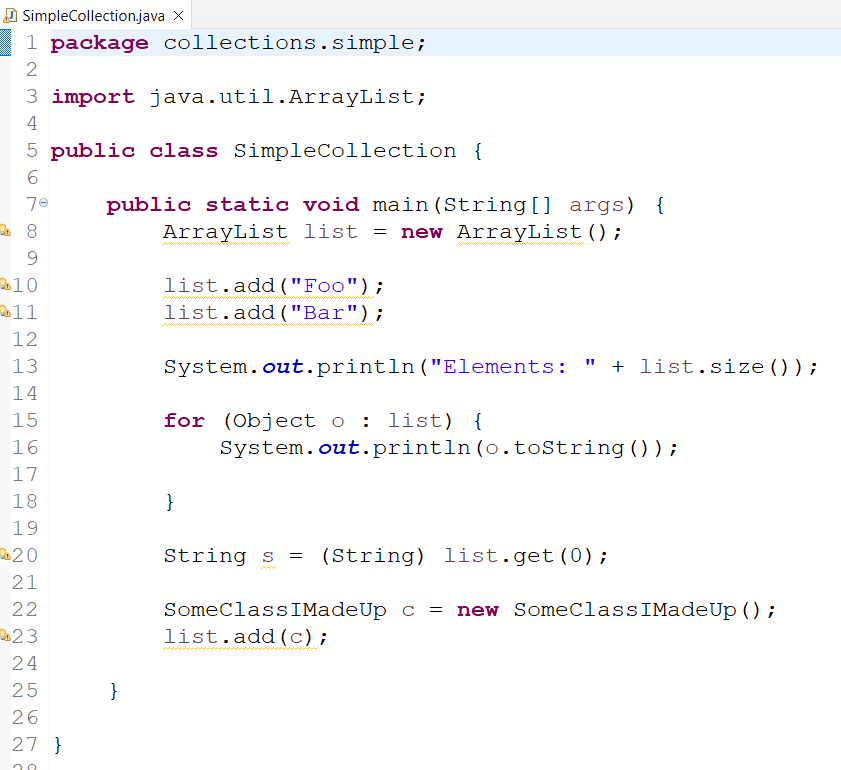 SimpleCollection.java
1 package collections.simple;
2
3 import java.util.ArrayList;
4
5 public class SimpleCollection {
6
7 public static void main(String[] args) {
8 ArrayList list = new ArrayList();
9
10 list.add("Foo");
11 list.add("Bar");
12
13 System.out.println("Elements: " + list.size());
14
15 for (Object o : list) {
16 System.out.println(o.toString());
17
18 }
19
20 String s = (String) list.get(0);
21
22 SomeClassIMadeUp c = new SomeClassIMadeUp();
23 list.add(c);
24
25 }
26
27 }
28